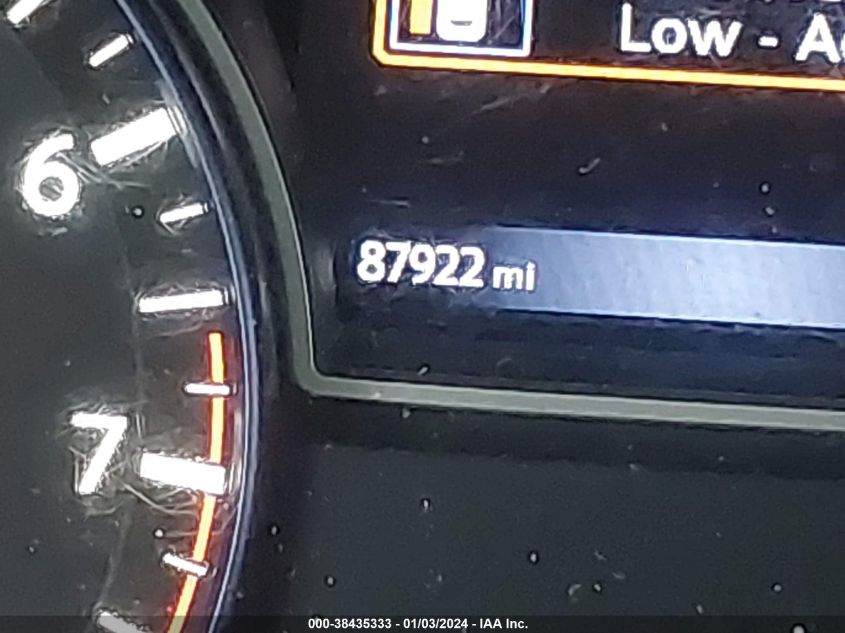 Low -
6
87922 mi
7
000-38435333 - 01/03/2024 - IAA Inc.